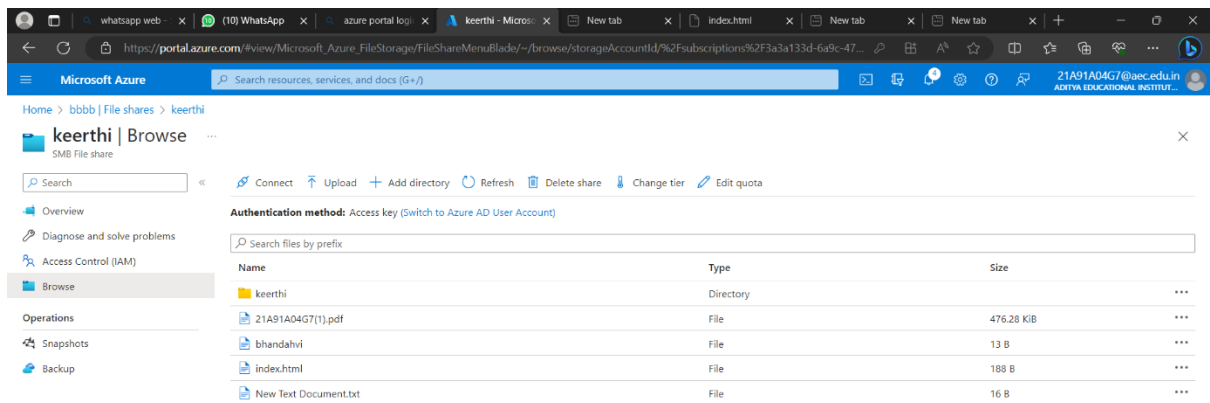 whatsapp web -
(10) WhatsApp
azure portal logi
keerthi - Microso
New tab
index.html
New tab
New tab
https://portal.azure.com/#view/Microsoft_Azure_FileStorage/FileShareMenuBlade/~/browse/storageAccountId/%2Fsubscriptions%2F3a3a133d-6a9c-47...
Microsoft Azure
Search resources, services, and docs (G+/)
4
21A91A04G7@aec.edu.in
ADITYA EDUCATIONAL INSTITUT...
Home > bbbb | File shares > keerthi
keerthi | Browse ...
SMB File share
Search
Connect Upload Add directory Refresh Delete share Change tier Edit quota
Overview
Diagnose and solve problems
Access Control (IAM)
Browse
Operations
Snapshots
Backup
Authentication method: Access key (Switch to Azure AD User Account)
Search files by prefix
Name Type Size
keerthi Directory
21A91A04G7(1).pdf File 476.28 KiB
bhandahvi File 13 B
index.html File 188 B
New Text Document.txt File 16 B